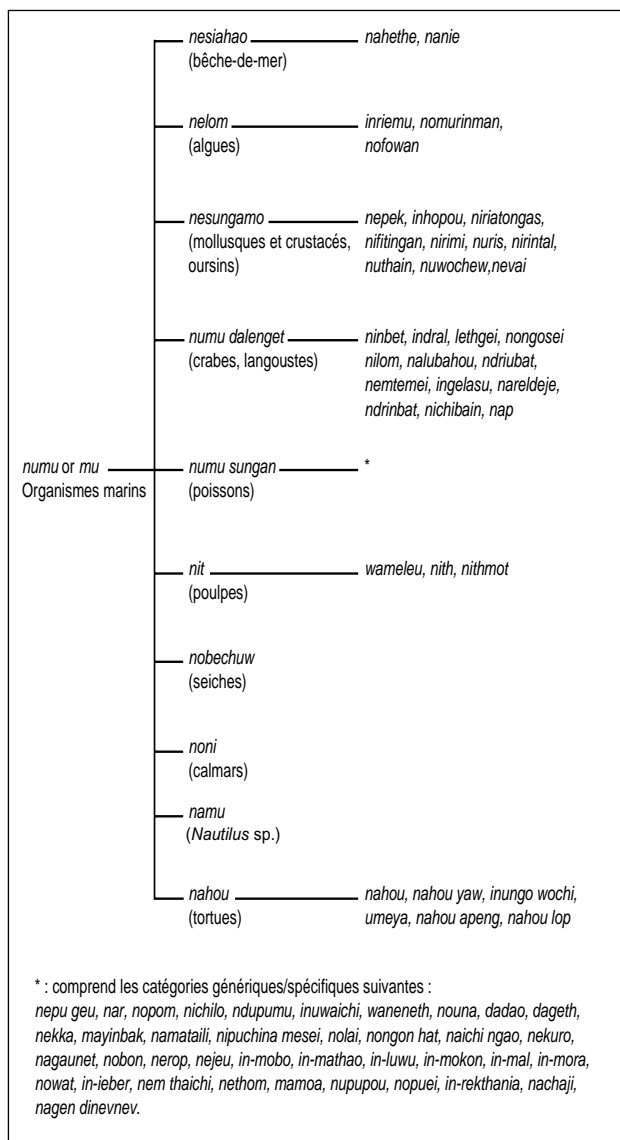 nesiahao nahethe, nanie
(bêche-de-mer)
nelom inriemu, nomurinman,
(algues) nofowan
nesungamo nepek, inhopou, niriatongas,
(mollusques et crustacés, nifitingan, nirimi, nuris, nirintal,
oursins) nuthain, nuwochew,nevai
numu dalenget ninbet, indral, lethgei, nongosei
(crabes, langoustes) nilom, nalubahou, ndriubat,
nemtemei, ingelasu, nareldeje,
ndrinbat, nichibain, nap
numu or mu numu sungan *
Organismes marins (poissons)
nit wameleu, nith, nithmot
(poulpes)
nobechuw
(seiches)
noni
(calmars)
namu
(Nautilus sp.)
nahou nahou, nahou yaw, inungo wochi,
(tortues) umeya, nahou apeng, nahou lop
* : comprend les catégories génériques/spécifiques suivantes :
nepu geu, nar, nopom, nichilo, ndupumu, inuwaichi, waneneth, nouna, dadao, dageth,
nekka, mayinbak, namataili, nipuchina mesei, nolai, nongon hat, naichi ngao, nekuro,
nagaunet, nobon, nerop, nejeu, in-mobo, in-mathao, in-luwu, in-mokon, in-mal, in-mora,
nowat, in-ieber, nem thaichi, nethom, mamoa, nupupou, nopuei, in-rekthania, nachaji,
nagen dinevnev.